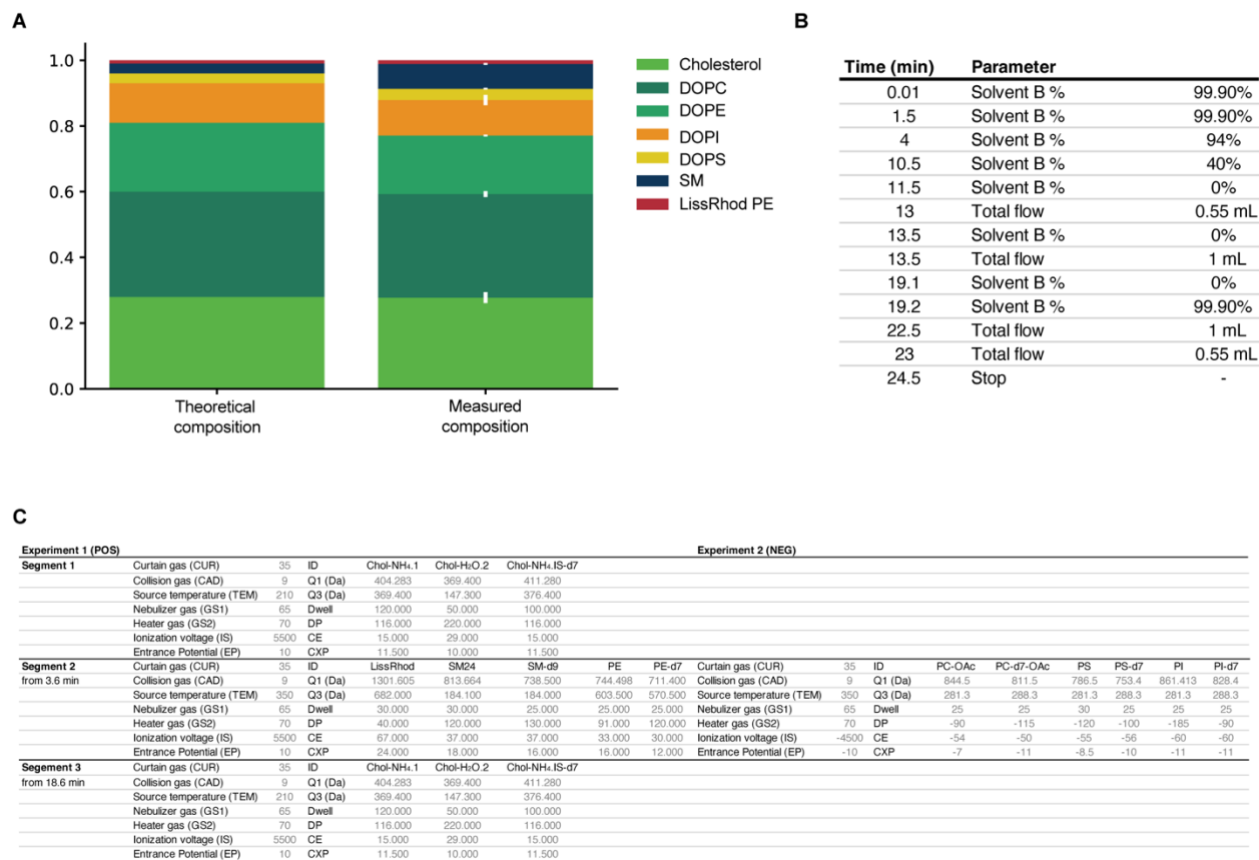 A
1.0
0.8
0.6
0.4
0.2
0.0
Theoretical
composition
Measured
composition
Cholesterol
DOPC
DOPE
DOPI
DOPS
SM
LissRhod PE
B
Time (min) Parameter
0.01 Solvent B % 99.90%
1.5 Solvent B % 99.90%
4 Solvent B % 94%
10.5 Solvent B % 40%
11.5 Solvent B % 0%
13 Total flow 0.55 mL
13.5 Solvent B % 0%
13.5 Total flow 1 mL
19.1 Solvent B % 0%
19.2 Solvent B % 99.90%
22.5 Total flow 1 mL
23 Total flow 0.55 mL
24.5 Stop -
C
Experiment 1 (POS) Experiment 2 (NEG)
Segment 1 Curtain gas (CUR) 35 ID Chol-NH₄.1 Chol-H₂O.2 Chol-NH₄.IS-d7
Collision gas (CAD) 9 Q1 (Da) 404.283 369.400 411.280
Source temperature (TEM) 210 Q3 (Da) 369.400 147.300 376.400
Nebulizer gas (GS1) 65 Dwell 120.000 50.000 100.000
Heater gas (GS2) 70 DP 116.000 220.000 116.000
Ionization voltage (IS) 5500 CE 15.000 29.000 15.000
Entrance Potential (EP) 10 CXP 11.500 10.000 11.500
Segment 2 Curtain gas (CUR) 35 ID LissRhod SM24 SM-d9 PE PE-d7 Curtain gas (CUR) 35 ID PC-OAc PC-d7-OAc PS PS-d7 PI PI-d7
from 3.6 min Collision gas (CAD) 9 Q1 (Da) 1301.605 813.664 738.500 744.498 711.400 Collision gas (CAD) 9 Q1 (Da) 844.5 811.5 786.5 753.4 861.413 828.4
Source temperature (TEM) 350 Q3 (Da) 682.000 184.100 184.000 603.500 570.500 Source temperature (TEM) 350 Q3 (Da) 281.3 288.3 281.3 288.3 281.3 288.3
Nebulizer gas (GS1) 65 Dwell 30.000 30.000 25.000 25.000 25.000 Nebulizer gas (GS1) 65 Dwell 25 25 30 25 25 25
Heater gas (GS2) 70 DP 40.000 120.000 130.000 91.000 120.000 Heater gas (GS2) 70 DP -90 -115 -120 -100 -185 -90
Ionization voltage (IS) 5500 CE 67.000 37.000 37.000 33.000 30.000 Ionization voltage (IS) -4500 CE -54 -50 -55 -56 -60 -60
Entrance Potential (EP) 10 CXP 24.000 18.000 16.000 16.000 12.000 Entrance Potential (EP) -10 CXP -7 -11 -8.5 -10 -11 -11
Segement 3 Curtain gas (CUR) 35 ID Chol-NH₄.1 Chol-H₂O.2 Chol-NH₄.IS-d7
from 18.6 min Collision gas (CAD) 9 Q1 (Da) 404.283 369.400 411.280
Source temperature (TEM) 210 Q3 (Da) 369.400 147.300 376.400
Nebulizer gas (GS1) 65 Dwell 120.000 50.000 100.000
Heater gas (GS2) 70 DP 116.000 220.000 116.000
Ionization voltage (IS) 5500 CE 15.000 29.000 15.000
Entrance Potential (EP) 10 CXP 11.500 10.000 11.500